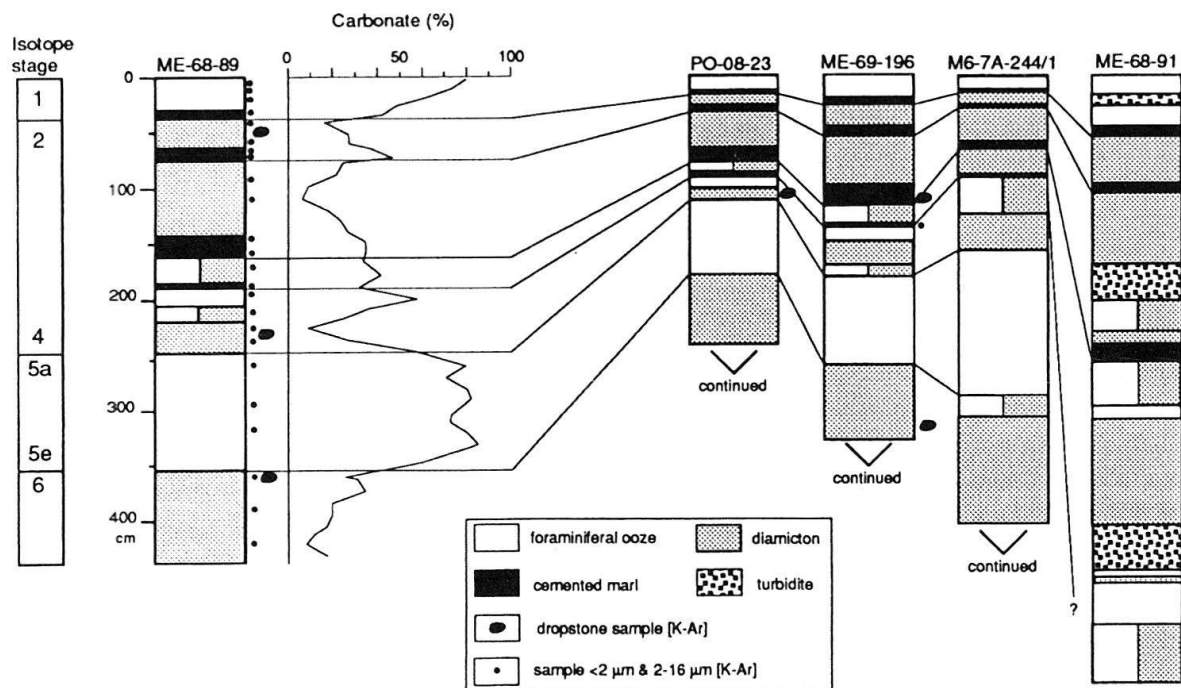 Carbonate (%)
Isotope
stage
ME-68-89
0
50
100
PO-08-23
ME-69-196
M6-7A-244/1
ME-68-91
0
1
2
100
200
4
5a
300
5e
6
400
cm
continued
continued
continued
?
foraminiferal ooze
diamicton
cemented marl
turbidite
dropstone sample [K-Ar]
sample <2 µm & 2-16 µm [K-Ar]